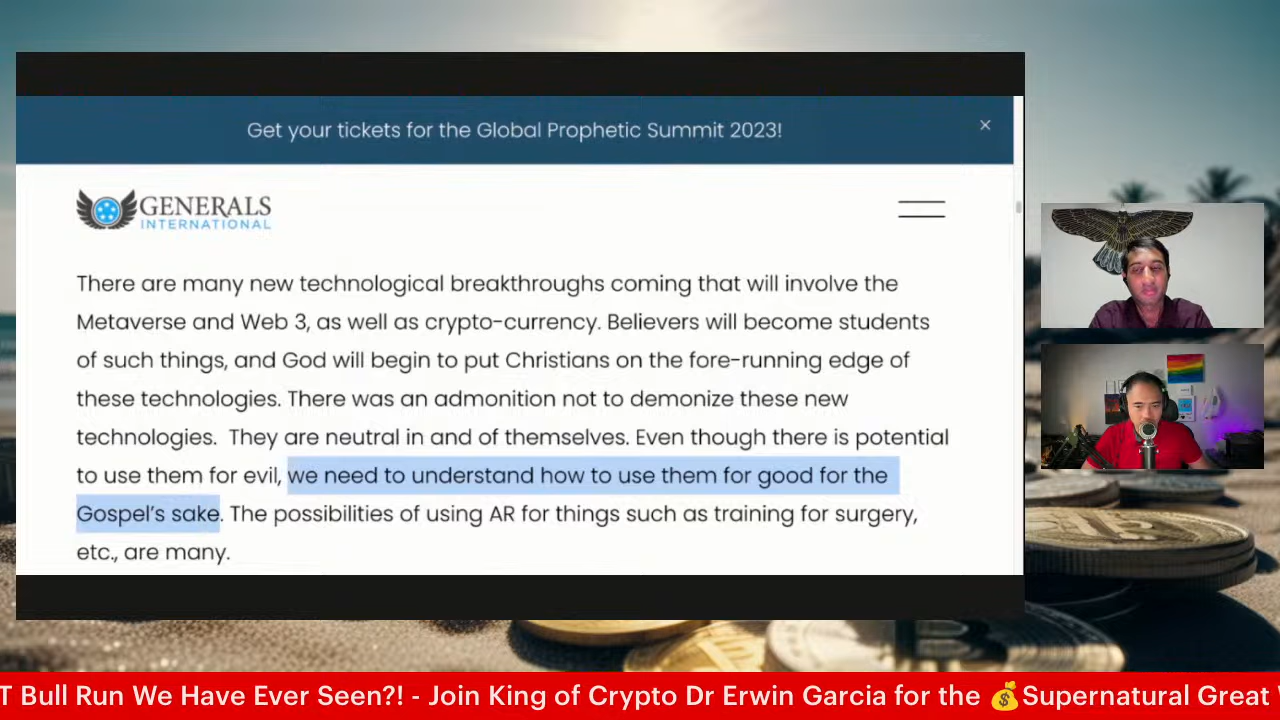 Get your tickets for the Global Prophetic Summit 2023!
GENERALS
INTERNATIONAL
There are many new technological breakthroughs coming that will involve the
Metaverse and Web 3, as well as crypto-currency. Believers will become students
of such things, and God will begin to put Christians on the fore-running edge of
these technologies. There was an admonition not to demonize these new
technologies.  They are neutral in and of themselves. Even though there is potential
to use them for evil, we need to understand how to use them for good for the
Gospel's sake. The possibilities of using AR for things such as training for surgery,
etc., are many.
T Bull Run We Have Ever Seen?! - Join King of Crypto Dr Erwin Garcia for the 💰Supernatural Great